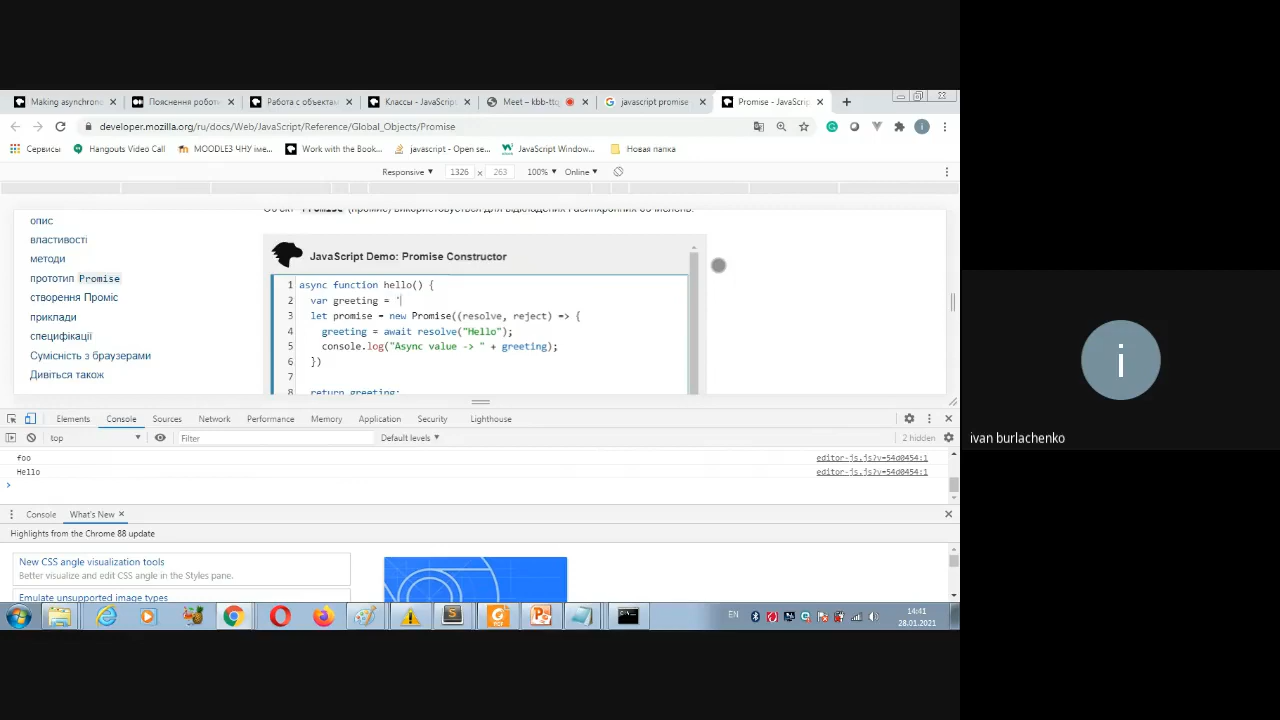 Making asynchrono
Пояснення роботи
Работа с объектам
Классы - JavaScript
Meet – kbb-ttq
javascript promise
Promise - JavaScrip
developer.mozilla.org/ru/docs/Web/JavaScript/Reference/Global_Objects/Promise
Сервисы
Hangouts Video Call
MOODLE3 ЧНУ іме...
Work with the Book...
javascript - Open se...
JavaScript Window...
Новая папка
Responsive
1326 x 263
100%
Online
опис
властивості
методи
прототип Promise
створення Проміс
приклади
специфікації
Сумісність з браузерами
Дивіться також
JavaScript Demo: Promise Constructor
1 async function hello() {
2 var greeting = '
3 let promise = new Promise((resolve, reject) => {
4 greeting = await resolve("Hello");
5 console.log("Async value -> " + greeting);
6 })
7
8 return greeting;
Elements Console Sources Network Performance Memory Application Security Lighthouse
top Filter Default levels 2 hidden
foo editor-js.js?v=54d0454:1
Hello editor-js.js?v=54d0454:1
Console What's New
Highlights from the Chrome 88 update
New CSS angle visualization tools
Better visualize and edit CSS angle in the Styles pane.
Emulate unsupported image types
EN
14:41
28.01.2021
i
ivan burlachenko